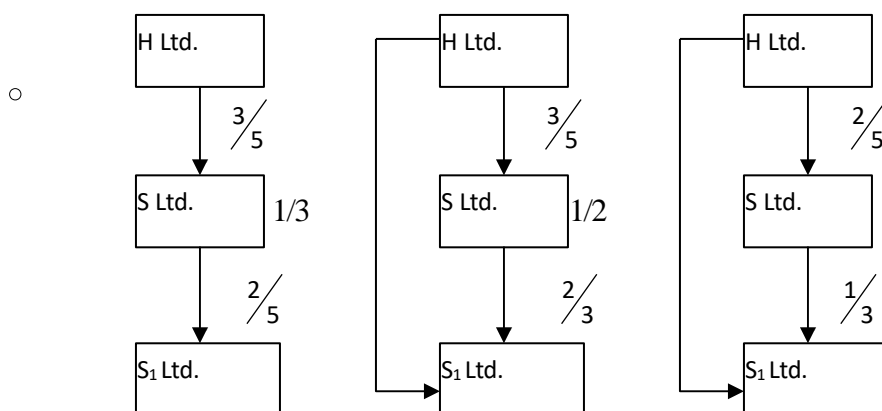 H Ltd. H Ltd. H Ltd.
3/5 3/5 2/5
S Ltd. 1/3 S Ltd. 1/2 S Ltd.
2/5 2/3 1/3
S₁ Ltd. S₁ Ltd. S₁ Ltd.